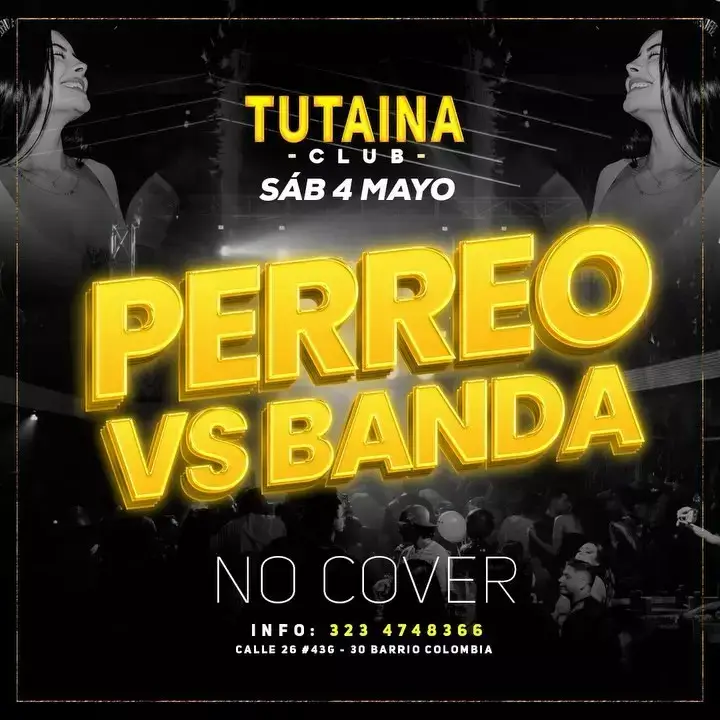 TUTAINA
-CLUB-
SÁB 4 MAYO
PERREO
VS BANDA
NO COVER
INFO: 323 4748366
CALLE 26 #43G - 30 BARRIO COLOMBIA